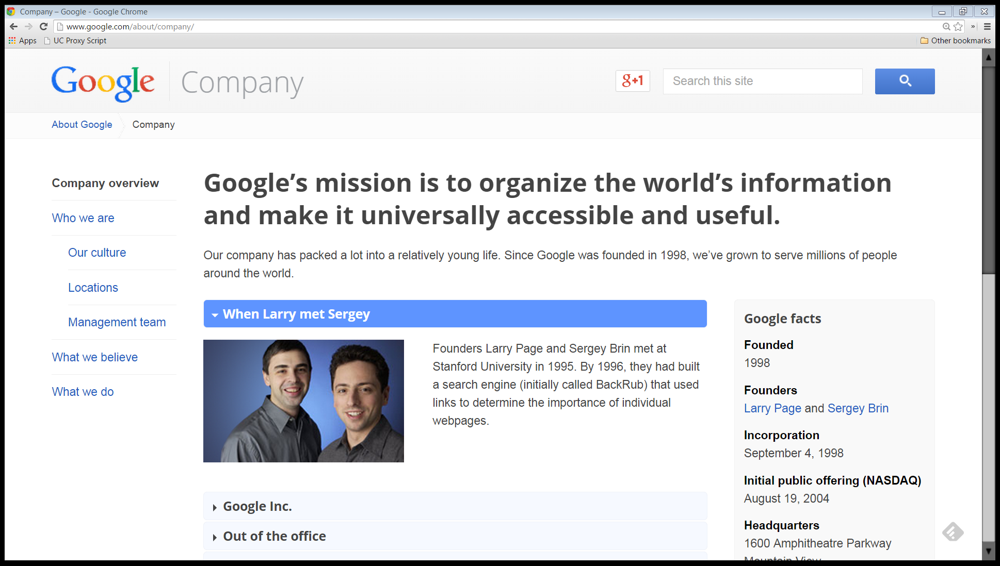 Company – Google - Google Chrome
www.google.com/about/company/
»
Apps
UC Proxy Script
Other bookmarks
Google
Company
g+1
Search this site
About Google
Company
Company overview
Who we are
Our culture
Locations
Management team
What we believe
What we do
Google’s mission is to organize the world’s information
and make it universally accessible and useful.
Our company has packed a lot into a relatively young life. Since Google was founded in 1998, we’ve grown to serve millions of people
around the world.
When Larry met Sergey
Founders Larry Page and Sergey Brin met at
Stanford University in 1995. By 1996, they had built
a search engine (initially called BackRub) that used
links to determine the importance of individual
webpages.
Google Inc.
Out of the office
Google facts
Founded
1998
Founders
Larry Page and Sergey Brin
Incorporation
September 4, 1998
Initial public offering (NASDAQ)
August 19, 2004
Headquarters
1600 Amphitheatre Parkway
Mountain View